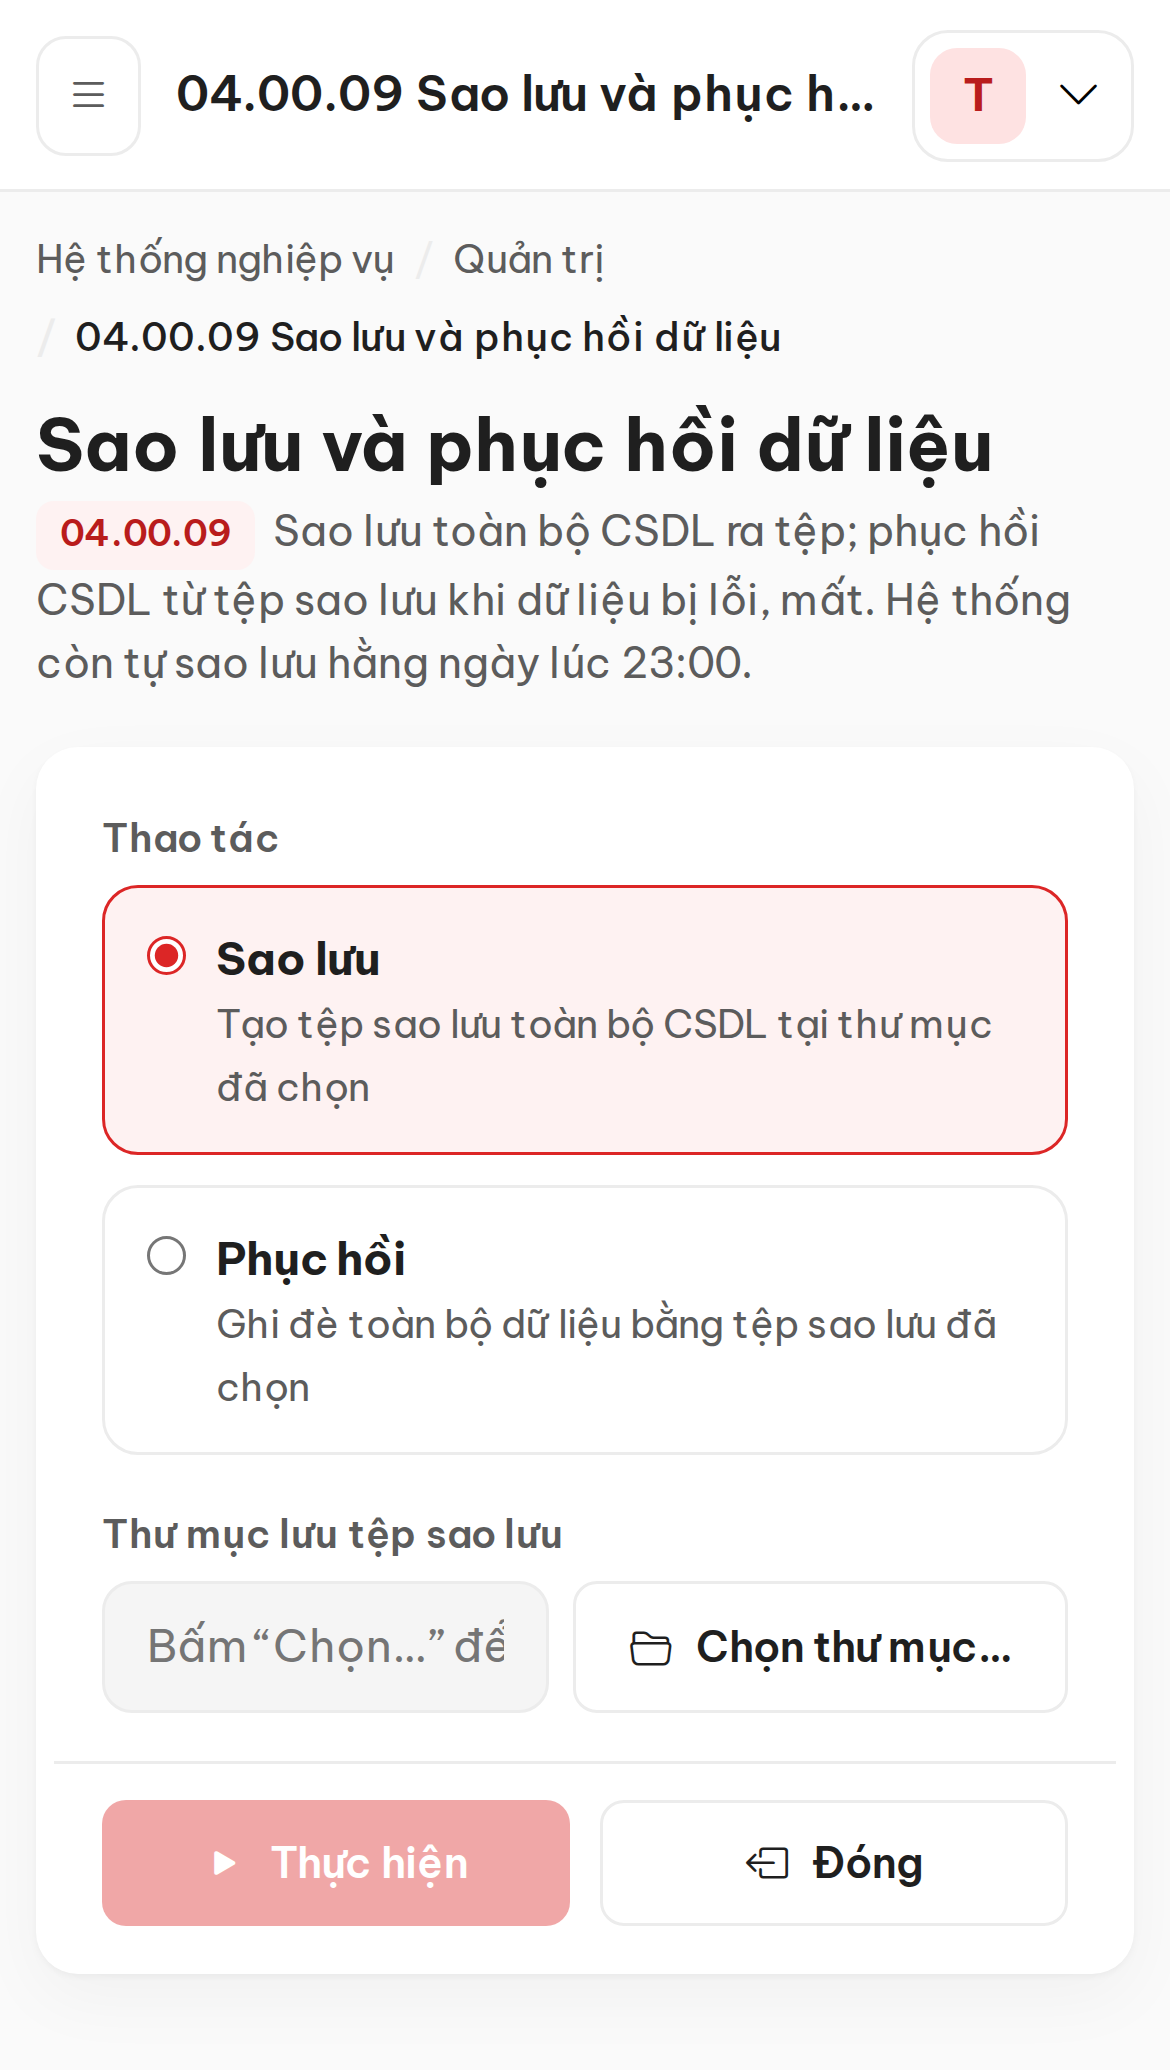 04.00.09 Sao lưu và phục h...
T
Hệ thống nghiệp vụ / Quản trị
/ 04.00.09 Sao lưu và phục hồi dữ liệu
Sao lưu và phục hồi dữ liệu
04.00.09 Sao lưu toàn bộ CSDL ra tệp; phục hồi
CSDL từ tệp sao lưu khi dữ liệu bị lỗi, mất. Hệ thống
còn tự sao lưu hằng ngày lúc 23:00.
Thao tác
Sao lưu
Tạo tệp sao lưu toàn bộ CSDL tại thư mục
đã chọn
Phục hồi
Ghi đè toàn bộ dữ liệu bằng tệp sao lưu đã
chọn
Thư mục lưu tệp sao lưu
Bấm “Chọn...” để Chọn thư mục...
Thực hiện Đóng